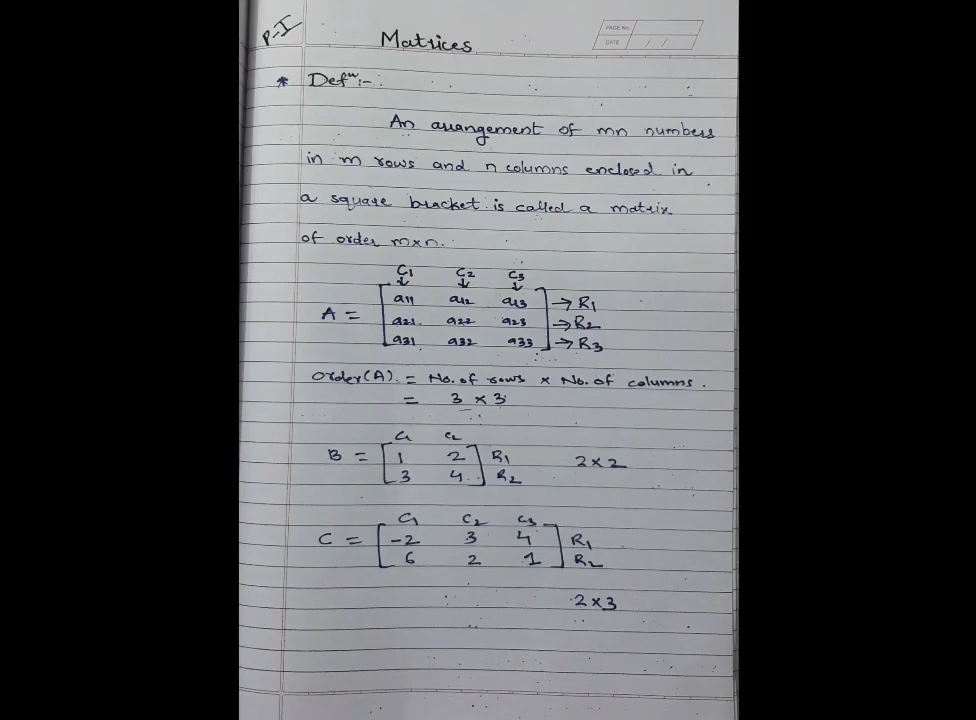 P-I
Matrices
PAGE No.
DATE / /
* Defⁿ:-
An arrangement of mn numbers
in m rows and n columns enclosed in
a square bracket is called a matrix
of order m×n.
C1 C2 C3
↓ ↓ ↓
A = [ a11 a12 a13 ] → R1
a21 a22 a23 → R2
a31 a32 a33 → R3
order(A) = No. of rows × No. of columns.
= 3 × 3
C1 C2
B = [ 1 2 ] R1 2×2
3 4 R2
C1 C2 C3
C = [ -2 3 4 ] R1
6 2 1 R2
2×3